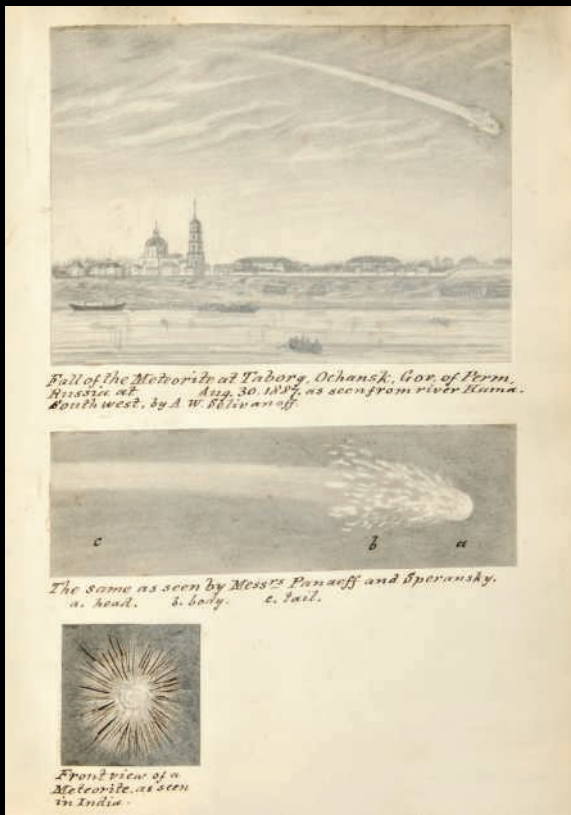 Fall of the Meteorite at Taborg, Ochansk, Gov. of Perm,
Russia at Aug. 30. 1887, as seen from river Kama.
South west, by A W. Selivanoff.
c b a
The same as seen by Messrs Panaeff and Speransky.
a. head. b. body. c. tail.
Front view of a
Meteorite, as seen
in India.